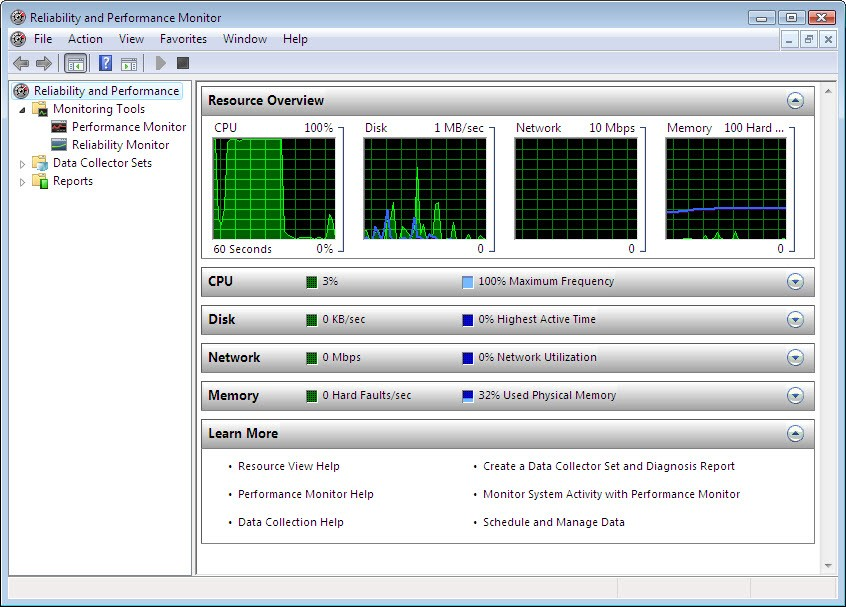 Reliability and Performance Monitor
File Action View Favorites Window Help
Reliability and Performance
Monitoring Tools
Performance Monitor
Reliability Monitor
Data Collector Sets
Reports
Resource Overview
CPU 100%
60 Seconds 0%
Disk 1 MB/sec
0
Network 10 Mbps
0
Memory 100 Hard ...
0
CPU 3% 100% Maximum Frequency
Disk 0 KB/sec 0% Highest Active Time
Network 0 Mbps 0% Network Utilization
Memory 0 Hard Faults/sec 32% Used Physical Memory
Learn More
• Resource View Help
• Create a Data Collector Set and Diagnosis Report
• Performance Monitor Help
• Monitor System Activity with Performance Monitor
• Data Collection Help
• Schedule and Manage Data